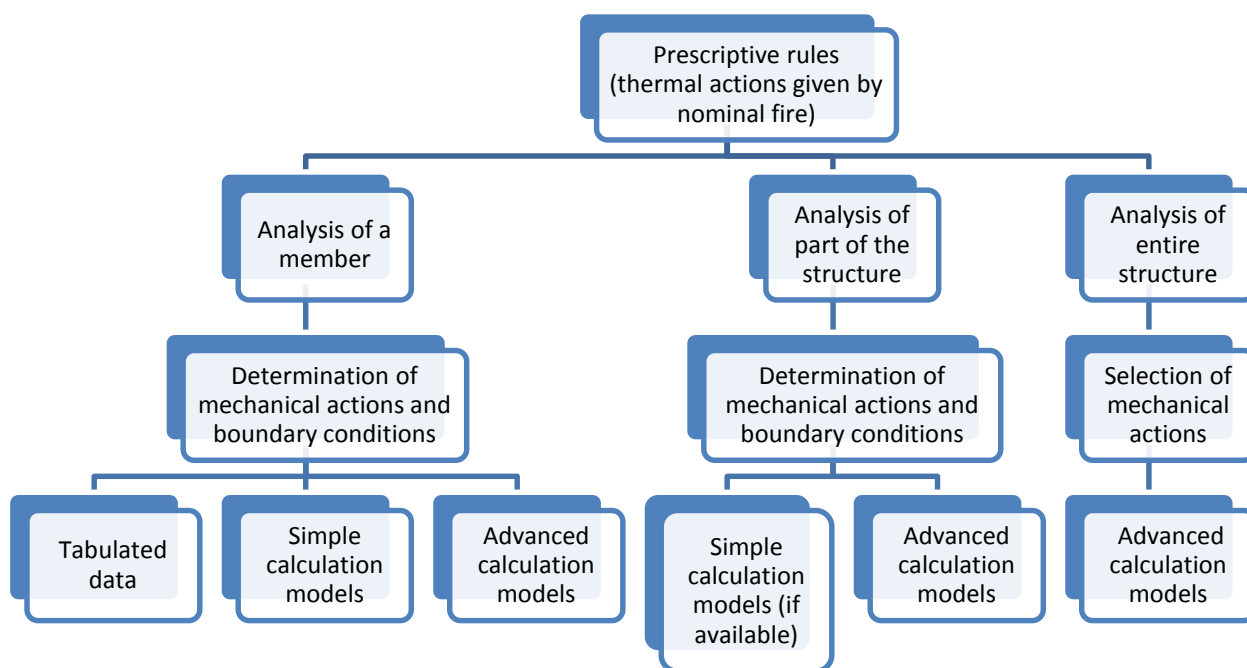 Prescriptive rules
(thermal actions given by
nominal fire)
Analysis of a
member
Analysis of
part of the
structure
Analysis of
entire
structure
Determination of
mechanical actions and
boundary conditions
Determination of
mechanical actions and
boundary conditions
Selection of
mechanical
actions
Tabulated
data
Simple
calculation
models
Advanced
calculation
models
Simple
calculation
models (if
available)
Advanced
calculation
models
Advanced
calculation
models